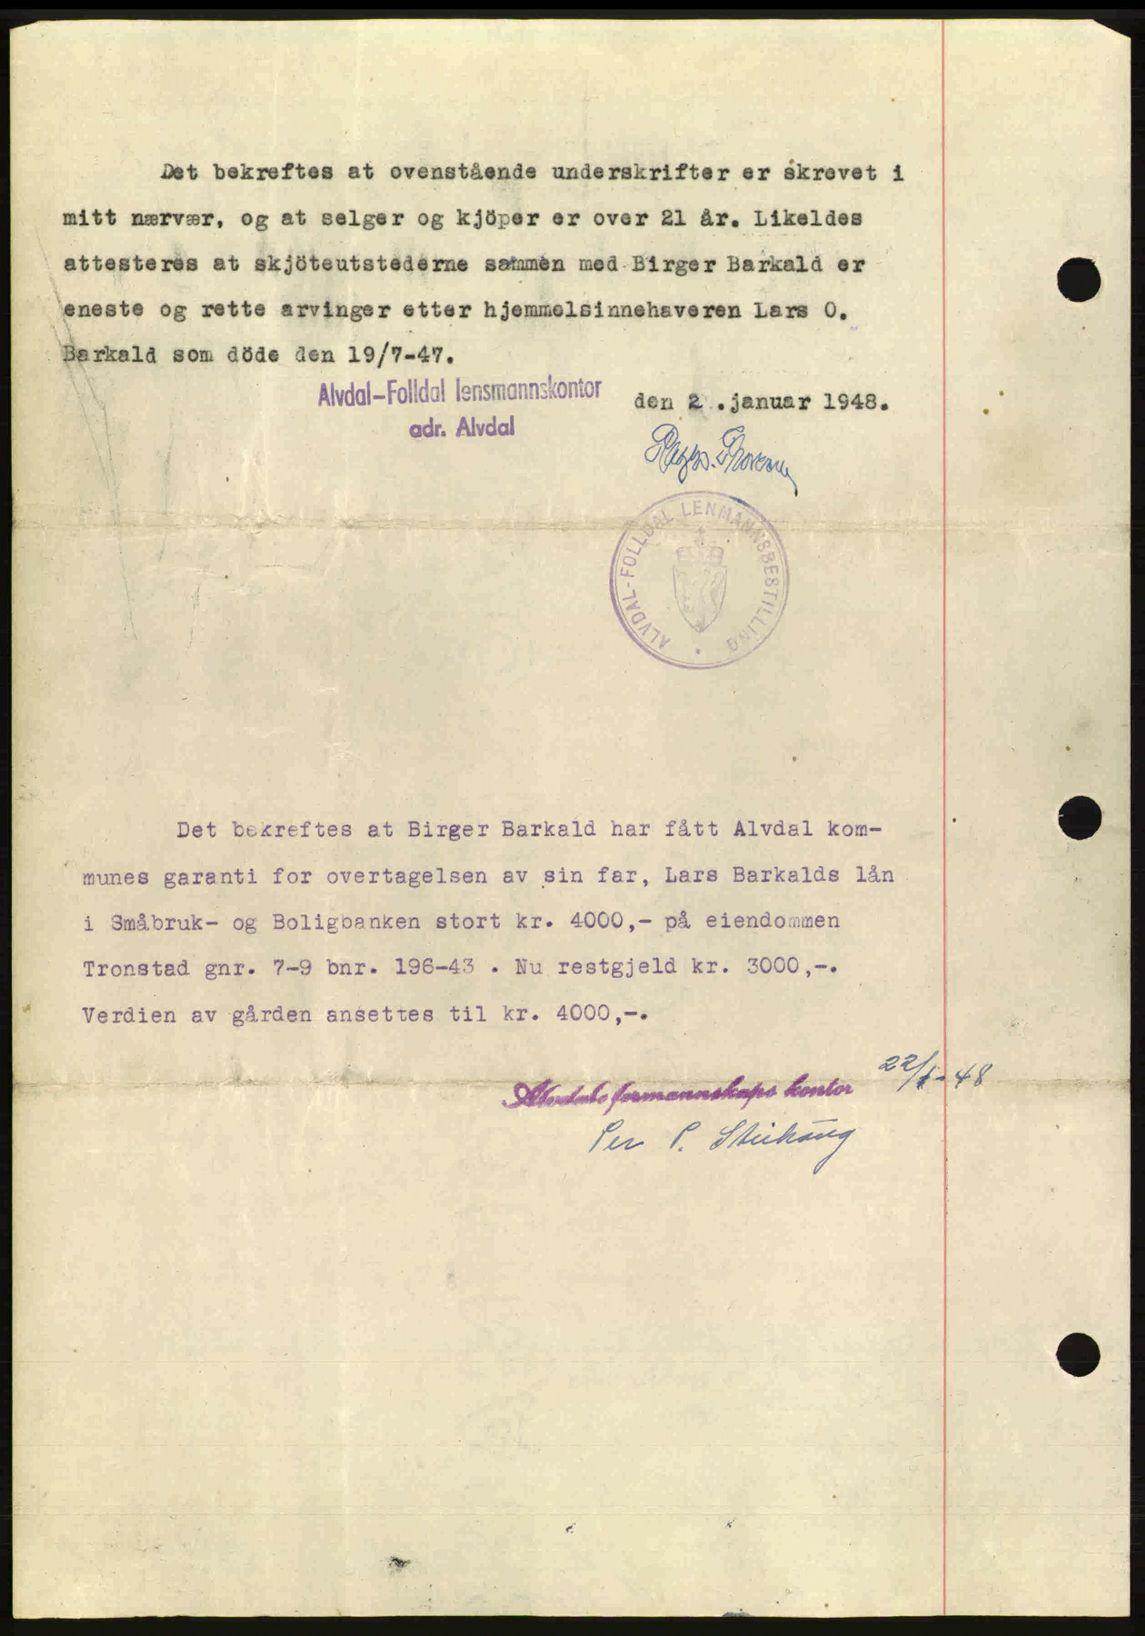 Det bekreftes at ovenstående underskrifter er skrevet i
mitt nærvær, og at selger og kjöper er over 21 år. Likeldes
attesteres at skjöteutstederne sammen med Birger Barkald er
eneste og rette arvinger etter hjemmelsinnehaveren Lars O.
Barkald som döde den 19/7-47.
Alvdal-Folldal lensmannskontor
adr. Alvdal
den 2 .januar 1948.
ALVDAL-FOLLDAL LENMANNSBESTILLING
Det bekreftes at Birger Barkald har fått Alvdal kom-
munes garanti for overtagelsen av sin far, Lars Barkalds lån
i Småbruk- og Boligbanken stort kr. 4000,- på eiendommen
Tronstad gnr. 7-9 bnr. 196-43 . Nu restgjeld kr. 3000,-.
Verdien av gården ansettes til kr. 4000,-.
22/1-48
Alvdals formannskaps kontor
Per P.